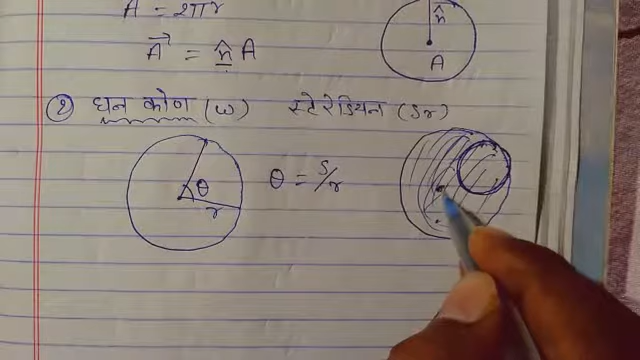 A = 2πr
n̂
A⃗ = n̂ A
A
② घन कोण (ω) स्टेरेडियन (Sr)
θ
r
θ = S/r